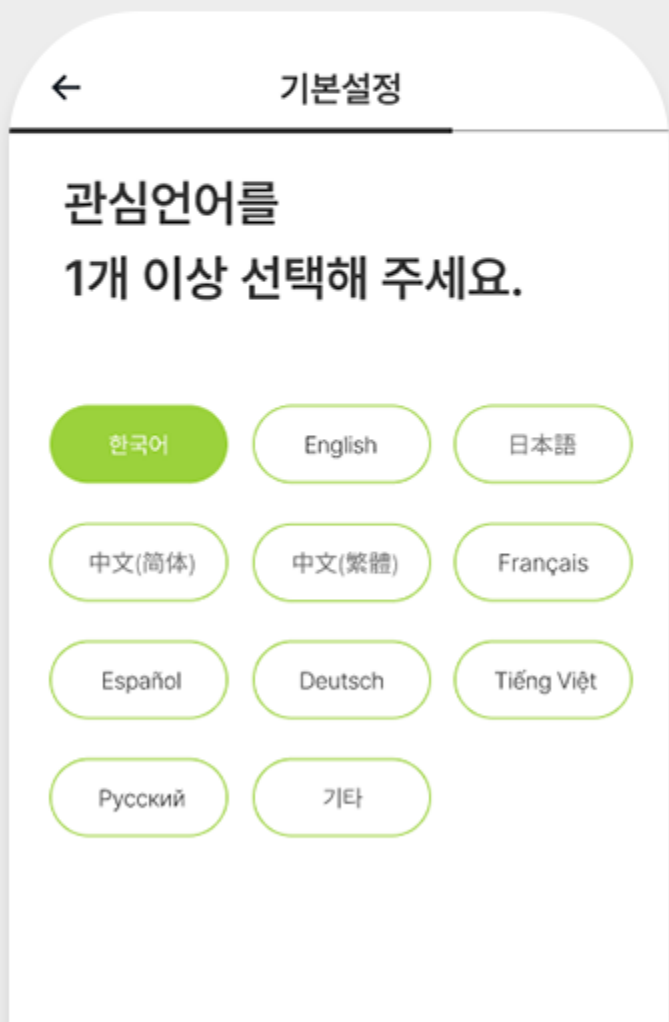 기본설정
관심언어를
1개 이상 선택해 주세요.
한국어 English 日本語
中文(简体) 中文(繁體) Français
Español Deutsch Tiếng Việt
Русский 기타